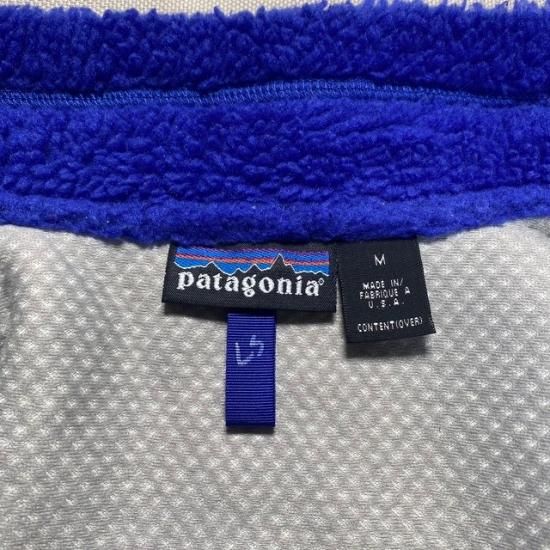 patagonia®
M
MADE IN/
FABRIQUE A
U.S.A.
CONTENT(OVER)
LS